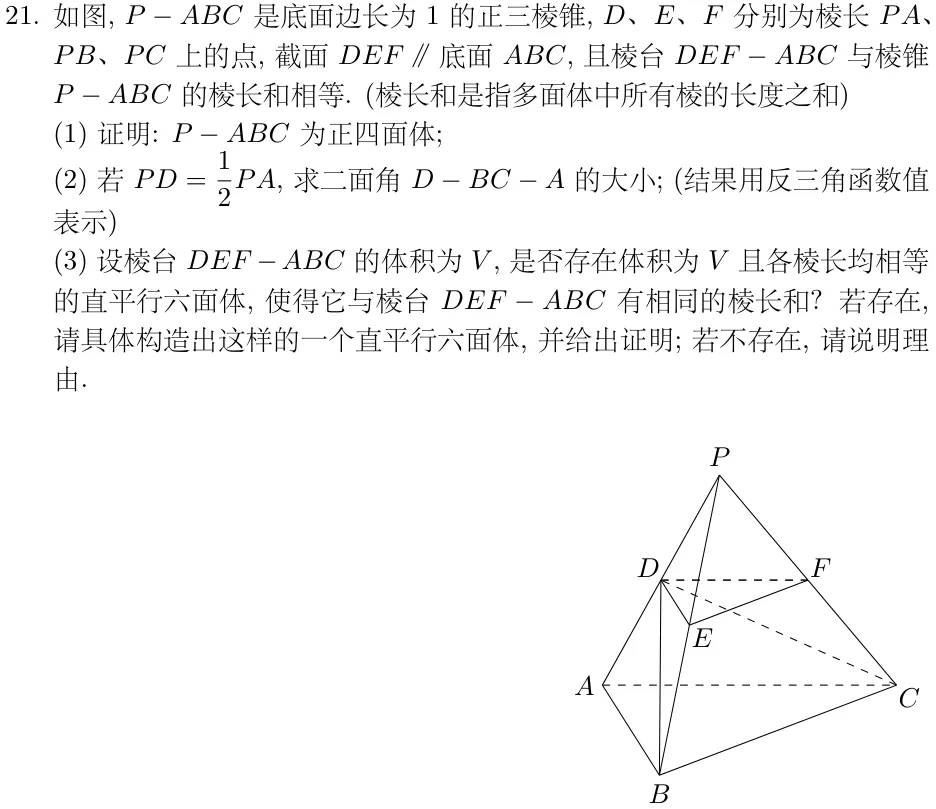 21. 如图, P − ABC 是底面边长为 1 的正三棱锥, D、E、F 分别为棱长 PA、
PB、PC 上的点, 截面 DEF ∥ 底面 ABC, 且棱台 DEF − ABC 与棱锥
P − ABC 的棱长和相等. (棱长和是指多面体中所有棱的长度之和)
(1) 证明: P − ABC 为正四面体;
(2) 若 PD = \frac{1}{2}PA, 求二面角 D − BC − A 的大小; (结果用反三角函数值
表示)
(3) 设棱台 DEF − ABC 的体积为 V, 是否存在体积为 V 且各棱长均相等
的直平行六面体, 使得它与棱台 DEF − ABC 有相同的棱长和? 若存在,
请具体构造出这样的一个直平行六面体, 并给出证明; 若不存在, 请说明理
由.
P
D
F
E
A
C
B